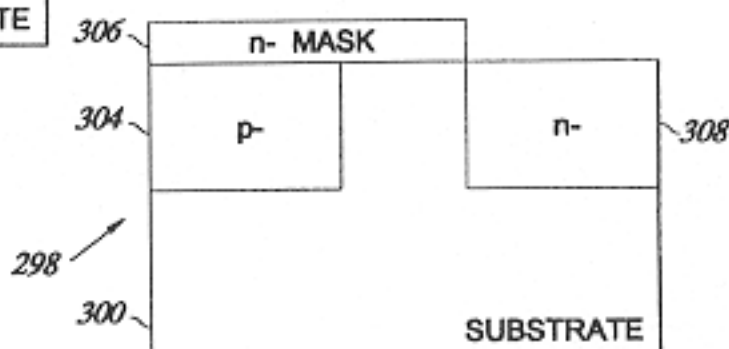 TE
306
n- MASK
304
p-
n-
308
298
300
SUBSTRATE